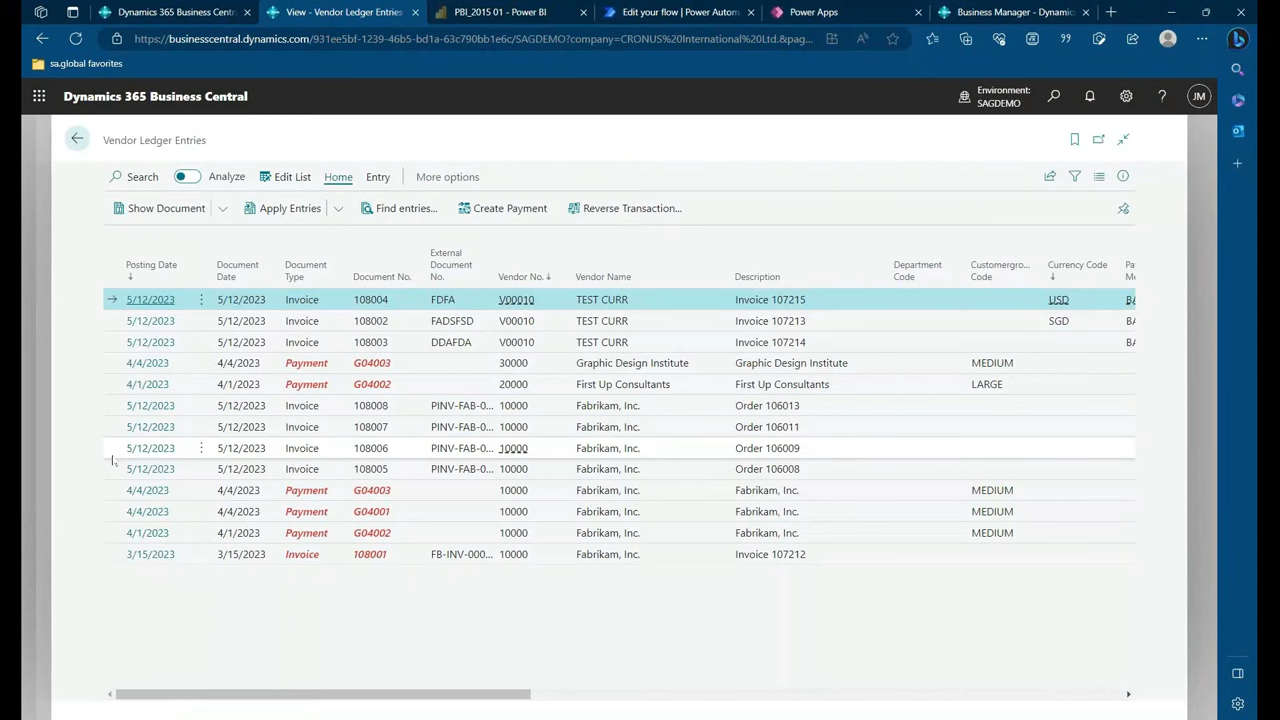 Dynamics 365 Business Central
View - Vendor Ledger Entries
PBI_2015 01 - Power BI
Edit your flow | Power Autom
Power Apps
Business Manager - Dynamic
https://businesscentral.dynamics.com/931ee5bf-1239-46b5-bd1a-63c790bb1e6c/SAGDEMO?company=CRONUS%20International%20Ltd.&pag...
sa.global favorites
Dynamics 365 Business Central
Environment:
SAGDEMO
JM
Vendor Ledger Entries
Search Analyze Edit List Home Entry More options
Show Document Apply Entries Find entries... Create Payment Reverse Transaction...
Posting Date ↓ Document Date Document Type Document No. External Document No. Vendor No. ↓ Vendor Name Description Department Code Customergro... Code Currency Code ↓ Pa Me
5/12/2023 5/12/2023 Invoice 108004 FDFA V00010 TEST CURR Invoice 107215 USD BA
5/12/2023 5/12/2023 Invoice 108002 FADSFSD V00010 TEST CURR Invoice 107213 SGD BA
5/12/2023 5/12/2023 Invoice 108003 DDAFDA V00010 TEST CURR Invoice 107214 BA
4/4/2023 4/4/2023 Payment G04003 30000 Graphic Design Institute Graphic Design Institute MEDIUM
4/1/2023 4/1/2023 Payment G04002 20000 First Up Consultants First Up Consultants LARGE
5/12/2023 5/12/2023 Invoice 108008 PINV-FAB-0... 10000 Fabrikam, Inc. Order 106013
5/12/2023 5/12/2023 Invoice 108007 PINV-FAB-0... 10000 Fabrikam, Inc. Order 106011
5/12/2023 5/12/2023 Invoice 108006 PINV-FAB-0... 10000 Fabrikam, Inc. Order 106009
5/12/2023 5/12/2023 Invoice 108005 PINV-FAB-0... 10000 Fabrikam, Inc. Order 106008
4/4/2023 4/4/2023 Payment G04003 10000 Fabrikam, Inc. Fabrikam, Inc. MEDIUM
4/4/2023 4/4/2023 Payment G04001 10000 Fabrikam, Inc. Fabrikam, Inc. MEDIUM
4/1/2023 4/1/2023 Payment G04002 10000 Fabrikam, Inc. Fabrikam, Inc. MEDIUM
3/15/2023 3/15/2023 Invoice 108001 FB-INV-000... 10000 Fabrikam, Inc. Invoice 107212